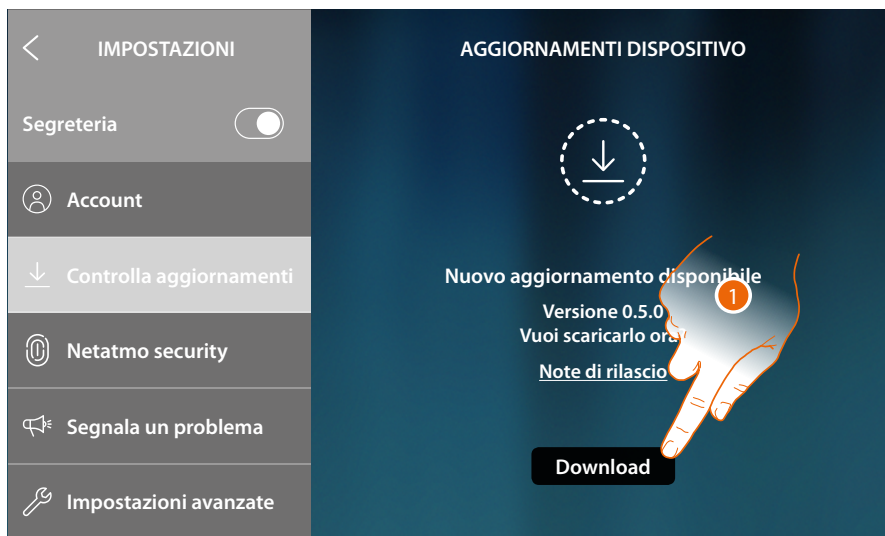 IMPOSTAZIONI
Segreteria
Account
Controlla aggiornamenti
Netatmo security
Segnala un problema
Impostazioni avanzate
AGGIORNAMENTI DISPOSITIVO
Nuovo aggiornamento disponibile
Versione 0.5.0
Vuoi scaricarlo
Note di rilascio
1
Download